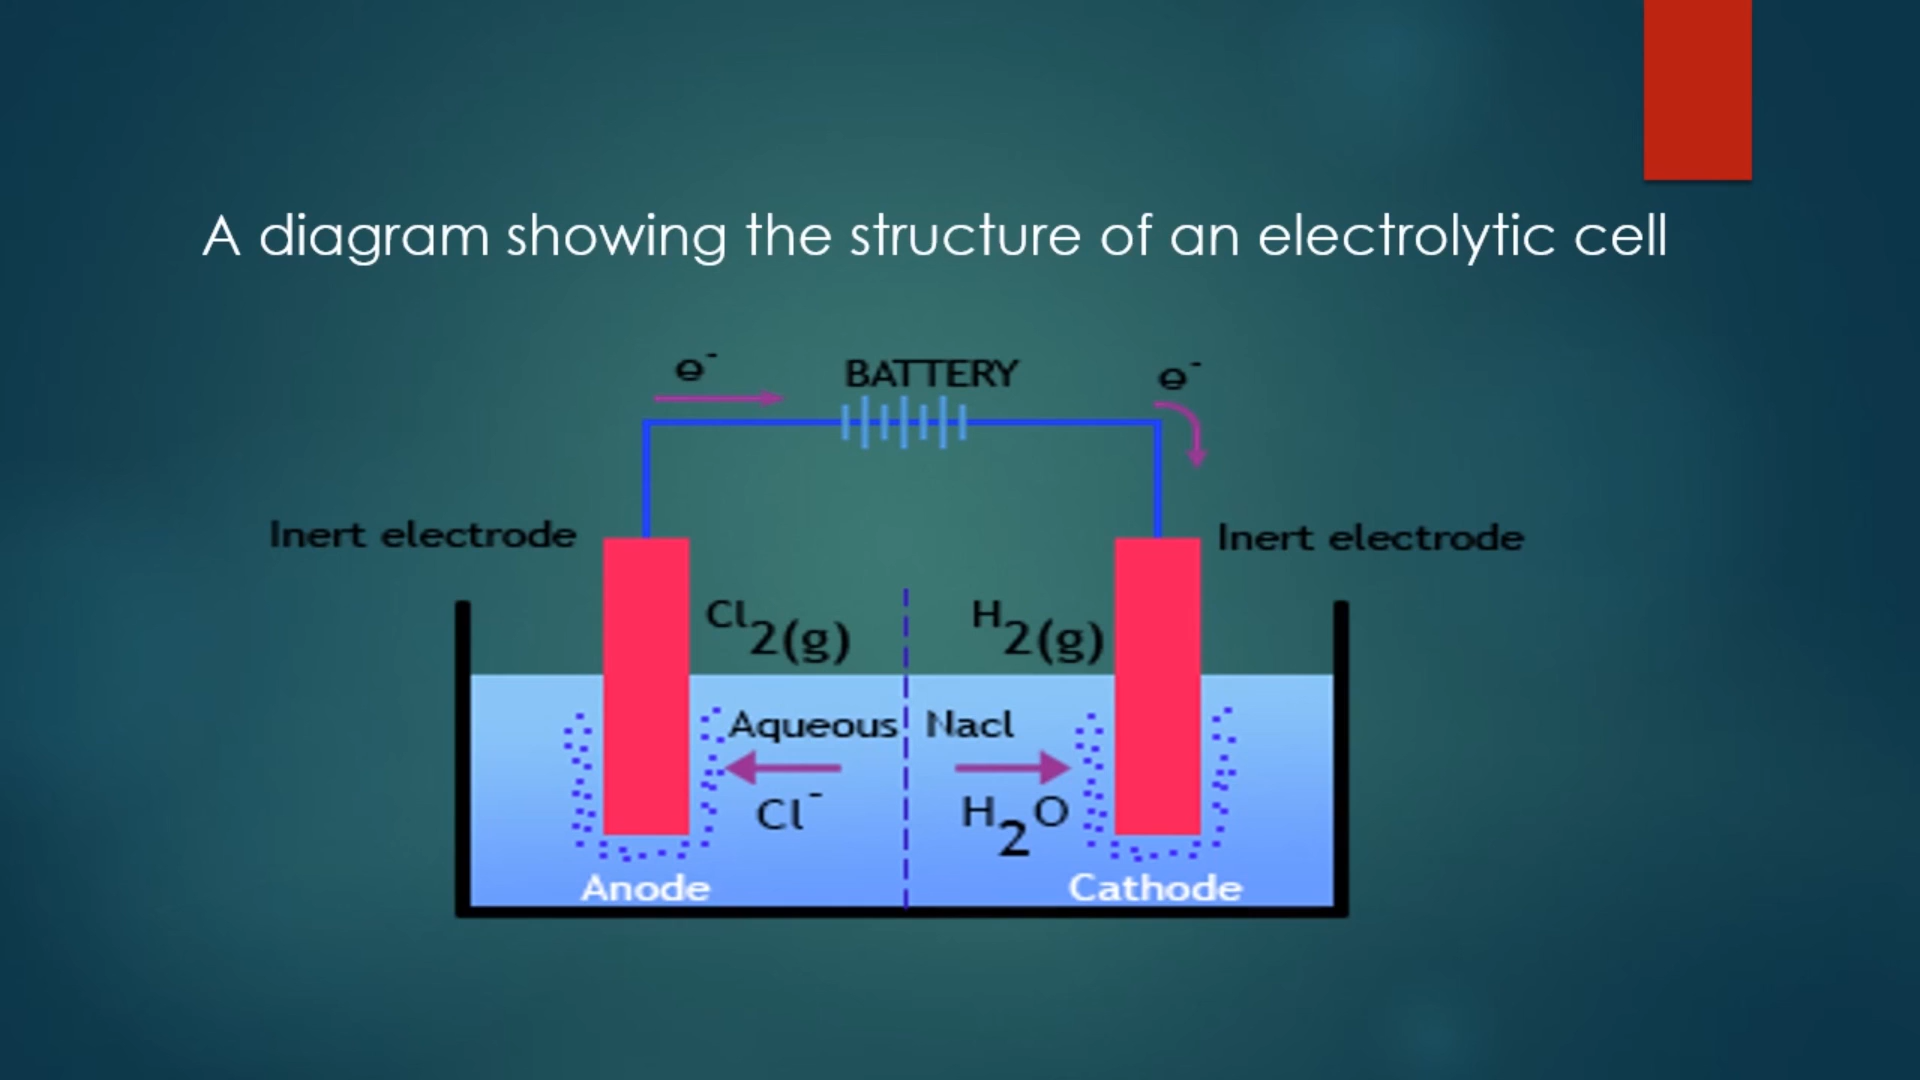 A diagram showing the structure of an electrolytic cell
e⁻ BATTERY e⁻
Inert electrode Inert electrode
Cl₂(g) H₂(g)
Aqueous Nacl
Cl⁻ H₂O
Anode Cathode